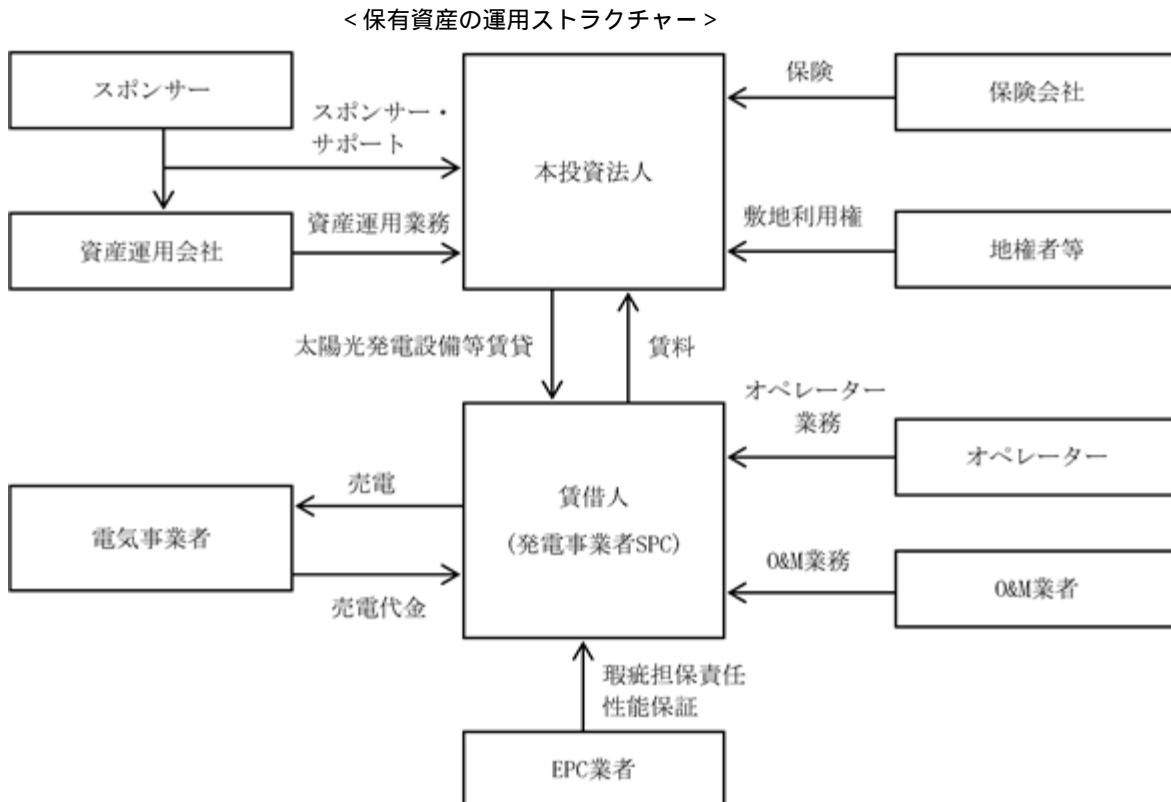 <保有資産の運用ストラクチャー>
スポンサー
スポンサー・
サポート
資産運用会社
資産運用業務
本投資法人
保険
保険会社
敷地利用権
地権者等
太陽光発電設備等賃貸
賃料
オペレーター
業務
オペレーター
電気事業者
売電
売電代金
賃借人
(発電事業者SPC)
O&M業務
O&M業者
瑕疵担保責任
性能保証
EPC業者